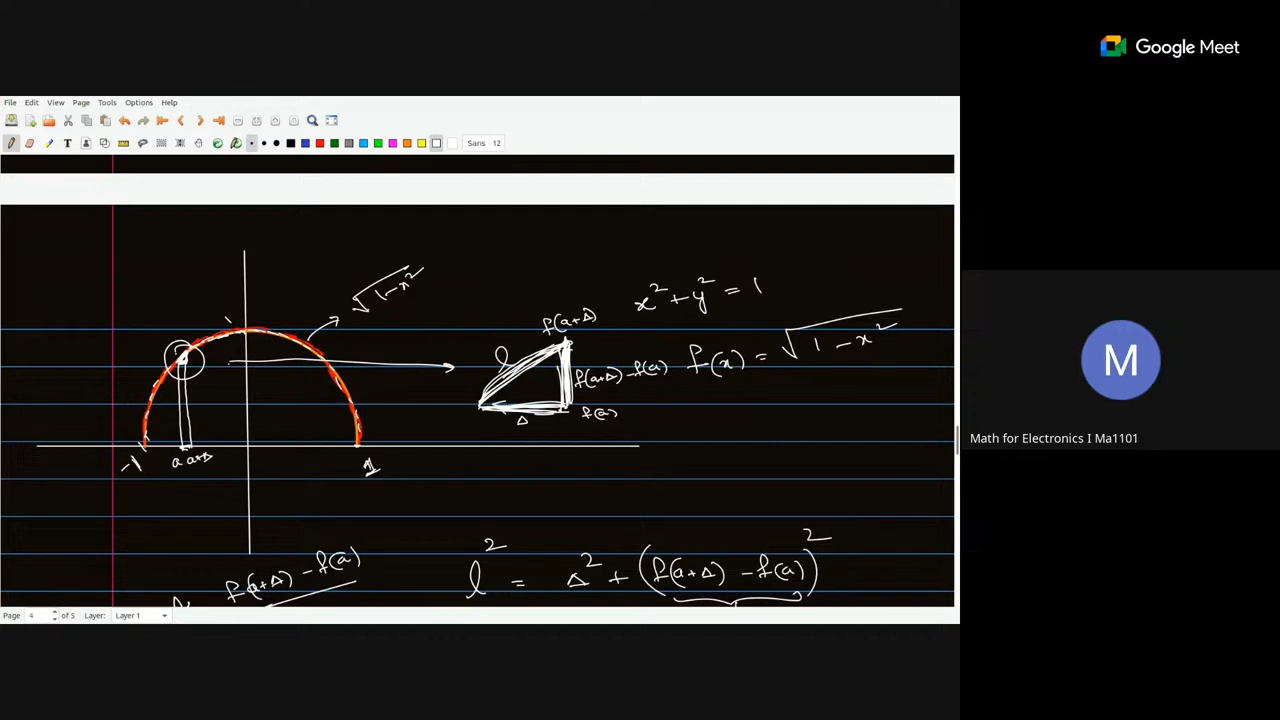 Google Meet
File Edit View Page Tools Options Help
Sans 12
√(1-x²)
x² + y² = 1
1
f(a+Δ)
l
f(a+Δ) - f(a)
f(x) = √(1-x²)
Δ
f(a)
-1
a a+Δ
1
Math for Electronics I Ma1101
M
f(a+Δ) - f(a)
l² = Δ² + (f(a+Δ) - f(a))²
Page 4 of 5 Layer: Layer 1